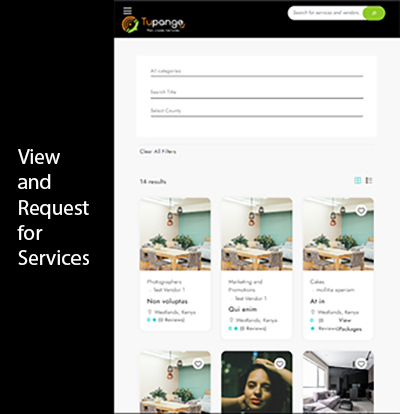 Tupange
Search for services and vendors
All categories
Search Title
Select County
Clear All Filters
14 results
View
and
Request
for
Services
Photographers
Test Vendor 1
Non voluptas
Westlands, Kenya
(0 Reviews)
Marketing and
Promotions
Test Vendor 1
Qui enim
Westlands, Kenya
(0 Reviews)
Cakes
mollitia aperiam
At in
Westlands, Kenya
(0
Reviews)
View
Packages